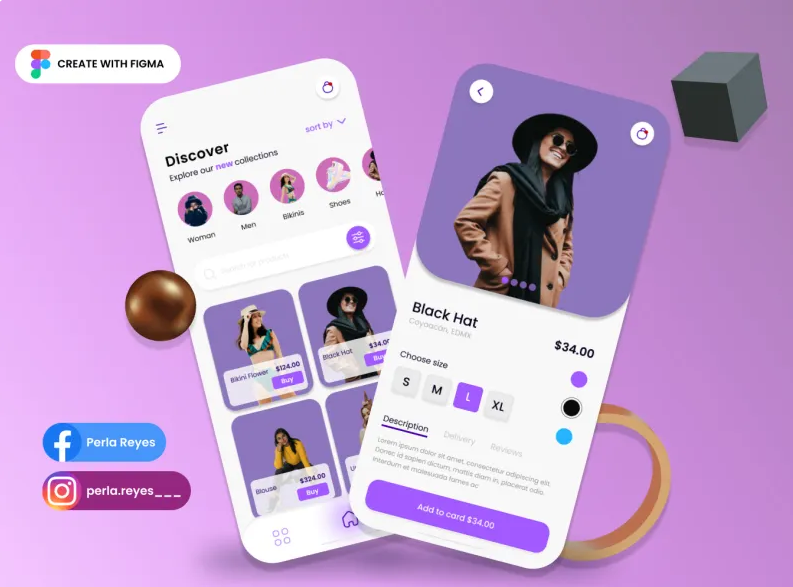 CREATE WITH FIGMA
sort by
Discover
Explore our new collections
Woman
Men
Bikinis
Shoes
Search for products
Bikini Flower
$124.00
Buy
Black Hat
$34.00
Blouse
$324.00
Buy
Perla Reyes
perla.reyes___
Black Hat
Coyoacán, EDMX
$34.00
Choose size
S
M
L
XL
Description
Delivery
Reviews
Lorem ipsum dolor sit amet, consectetur adipiscing elit.
Donec id sapien dictum, mattis diam in, placerat odio.
Interdum et malesuada fames ac
Add to card $34.00